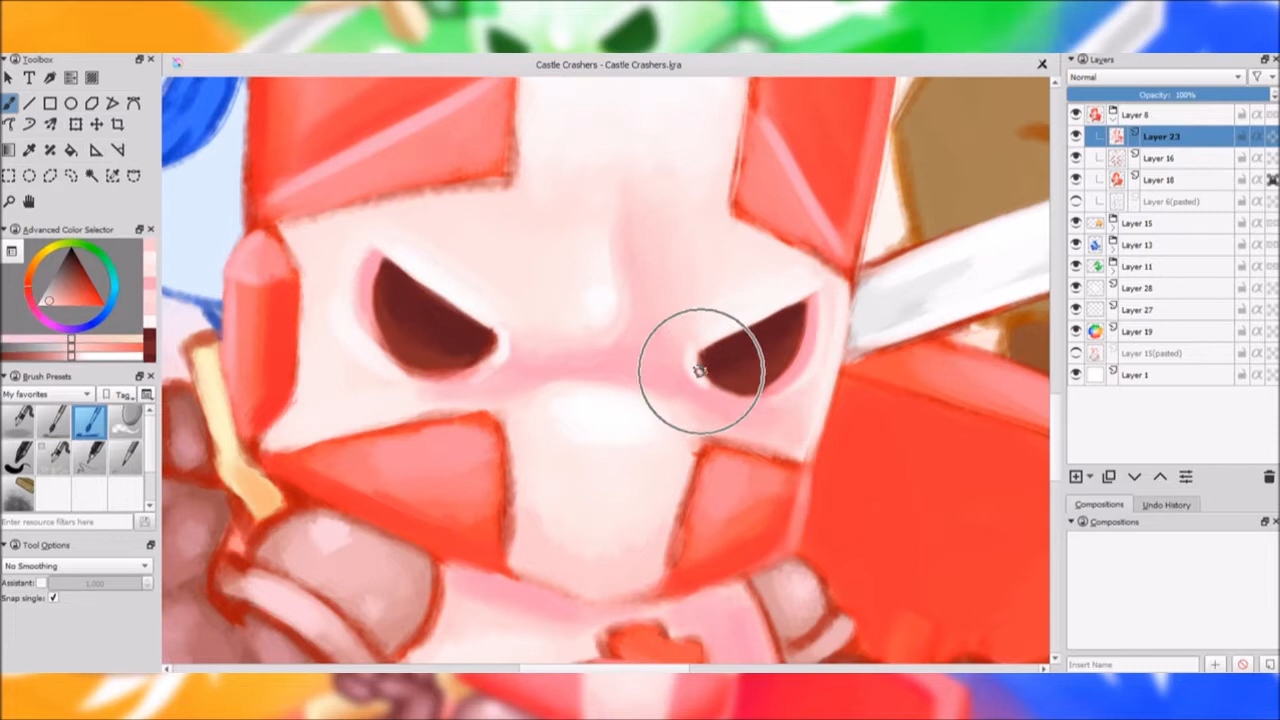 Toolbox
Castle Crashers - Castle Crashers.kra
Layers
Normal
Opacity: 100%
Layer 8
Layer 23
Layer 16
Layer 18
Layer 6(pasted)
Layer 15
Layer 13
Layer 11
Layer 28
Layer 27
Layer 19
Layer 15(pasted)
Layer 1
Advanced Color Selector
Brush Presets
My favorites
Tag
Enter resource filters here
Tool Options
No Smoothing
Assistant:
1,000
Snap single:
Compositions
Undo History
Compositions
Insert Name